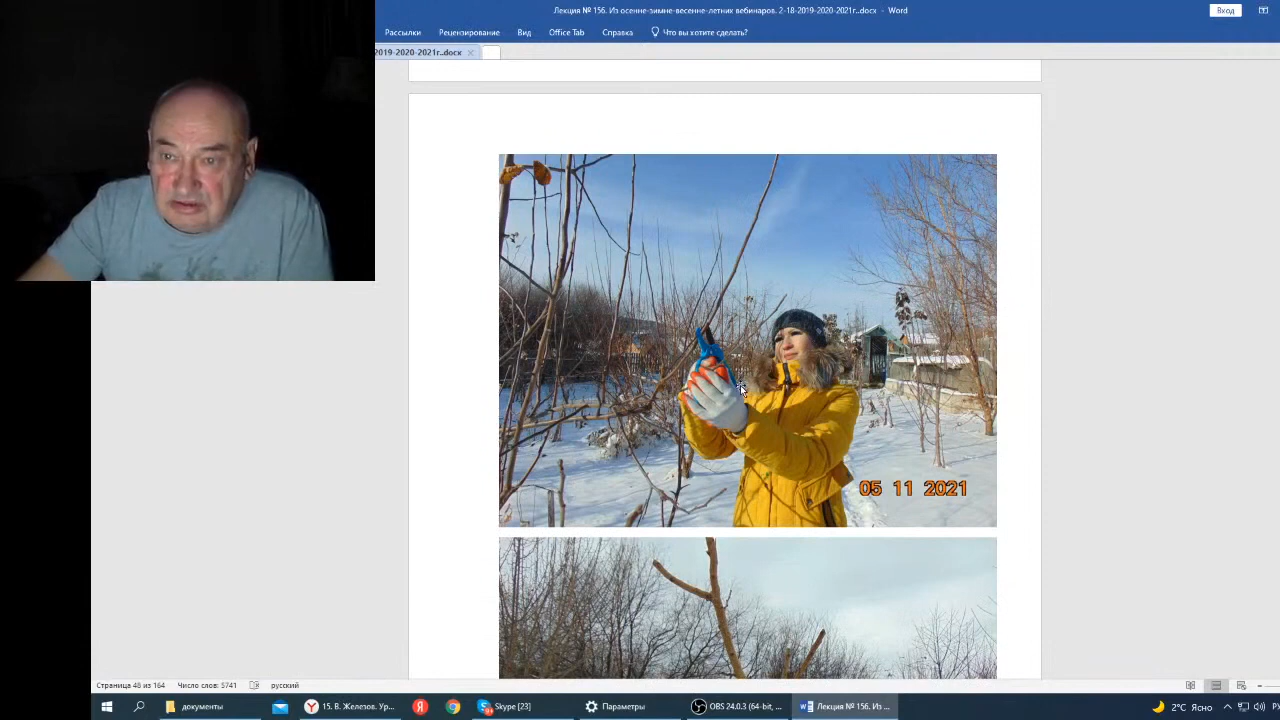 Лекция № 156. Из осенне-зимне-весенне-летних вебинаров. 2-18-2019-2020-2021г..docx - Word
Вход
Рассылки Рецензирование Вид Office Tab Справка Что вы хотите сделать?
2019-2020-2021г..docx
05 11 2021
Страница 48 из 164 Число слов: 5741 русский
документы 15. В. Железов. Ур... Skype [23] Параметры OBS 24.0.3 (64-bit, ... Лекция № 156. Из ... 2°C Ясно